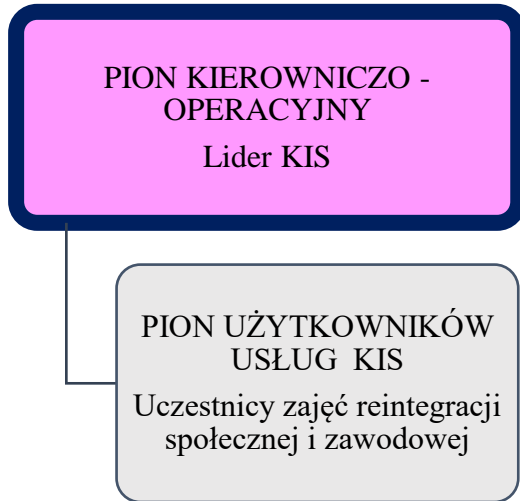 PION KIEROWNICZO -
OPERACYJNY
Lider KIS
PION UŻYTKOWNIKÓW
USŁUG KIS
Uczestnicy zajęć reintegracji
społecznej i zawodowej